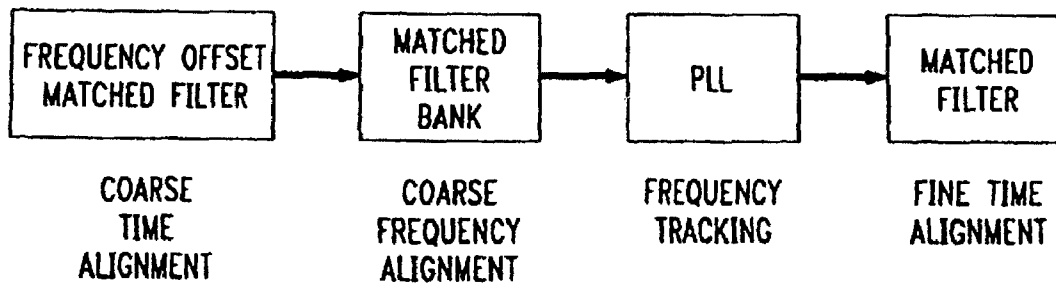 FREQUENCY OFFSET
MATCHED FILTER
MATCHED
FILTER
BANK
PLL
MATCHED
FILTER
COARSE
TIME
ALIGNMENT
COARSE
FREQUENCY
ALIGNMENT
FREQUENCY
TRACKING
FINE TIME
ALIGNMENT